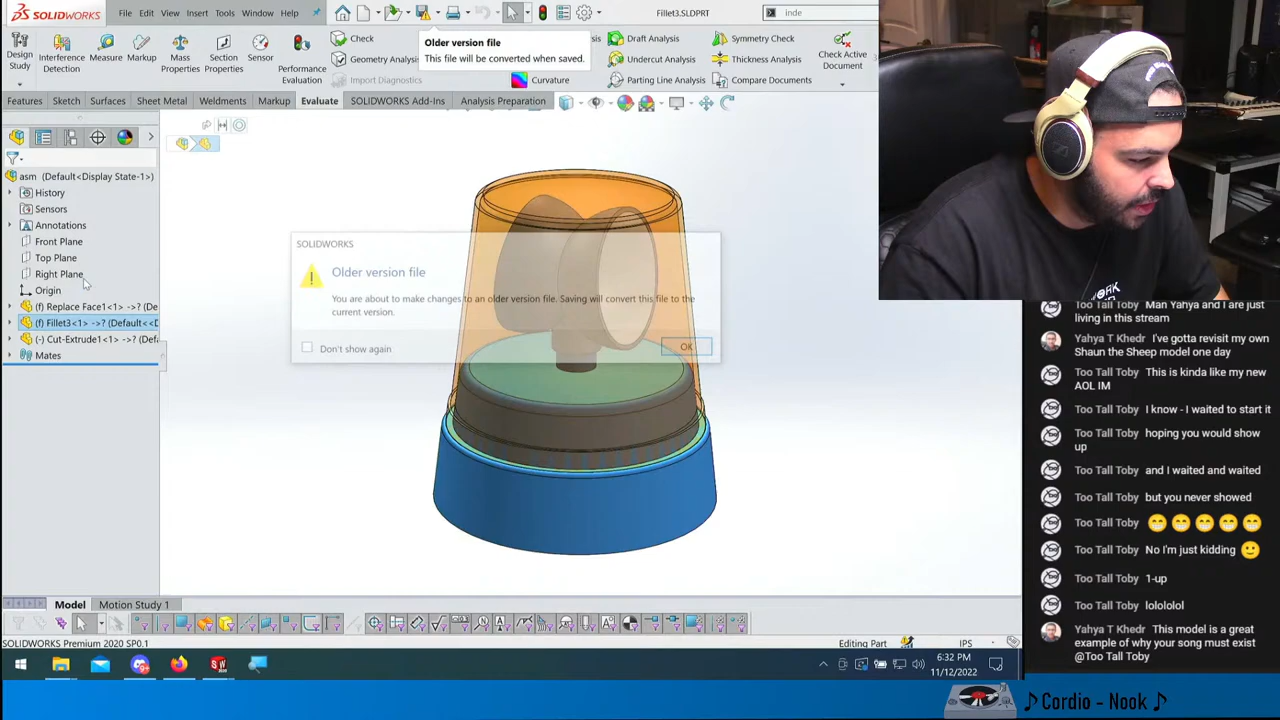 SOLIDWORKS File Edit View Insert Tools Window Help Fillet3.SLDPRT inde
Older version file
This file will be converted when saved.
Design Study
Interference Detection
Measure
Markup
Mass Properties
Section Properties
Sensor
Performance Evaluation
Check
Geometry Analysis
Import Diagnostics
Curvature
Draft Analysis
Undercut Analysis
Parting Line Analysis
Symmetry Check
Thickness Analysis
Compare Documents
Check Active Document
Features Sketch Surfaces Sheet Metal Weldments Markup Evaluate SOLIDWORKS Add-Ins Analysis Preparation
asm (Default<Display State-1>)
History
Sensors
Annotations
Front Plane
Top Plane
Right Plane
Origin
(f) Replace Face1<1> ->? (De
(f) Fillet3<1> ->? (Default<<D
(-) Cut-Extrude1<1> ->? (Def
Mates
SOLIDWORKS
Older version file
You are about to make changes to an older version file. Saving will convert this file to the
current version.
Don't show again
OK
Model Motion Study 1
SOLIDWORKS Premium 2020 SP0.1 Editing Part IPS
6:32 PM
11/12/2022
Too Tall Toby Man Yahya and I are just
living in this stream
Yahya T Khedr I've gotta revisit my own
Shaun the Sheep model one day
Too Tall Toby This is kinda like my new
AOL IM
Too Tall Toby I know - I waited to start it
Too Tall Toby hoping you would show
up
Too Tall Toby and I waited and waited
Too Tall Toby but you never showed
Too Tall Toby 😁😁😁😁😁
Too Tall Toby No I'm just kidding 🙂
Too Tall Toby 1-up
Too Tall Toby lolololol
Yahya T Khedr This model is a great
example of why your song must exist
@Too Tall Toby
♪ Cordio - Nook ♪